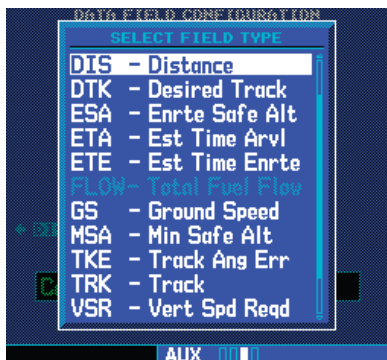 DATA FIELD CONFIGURATION
SELECT FIELD TYPE
DIS - Distance
DTK - Desired Track
ESA - Enrte Safe Alt
ETA - Est Time Arvl
ETE - Est Time Enrte
FLOW- Total Fuel Flow
GS - Ground Speed
MSA - Min Safe Alt
TKE - Track Ang Err
TRK - Track
VSR - Vert Spd Reqd
AUX